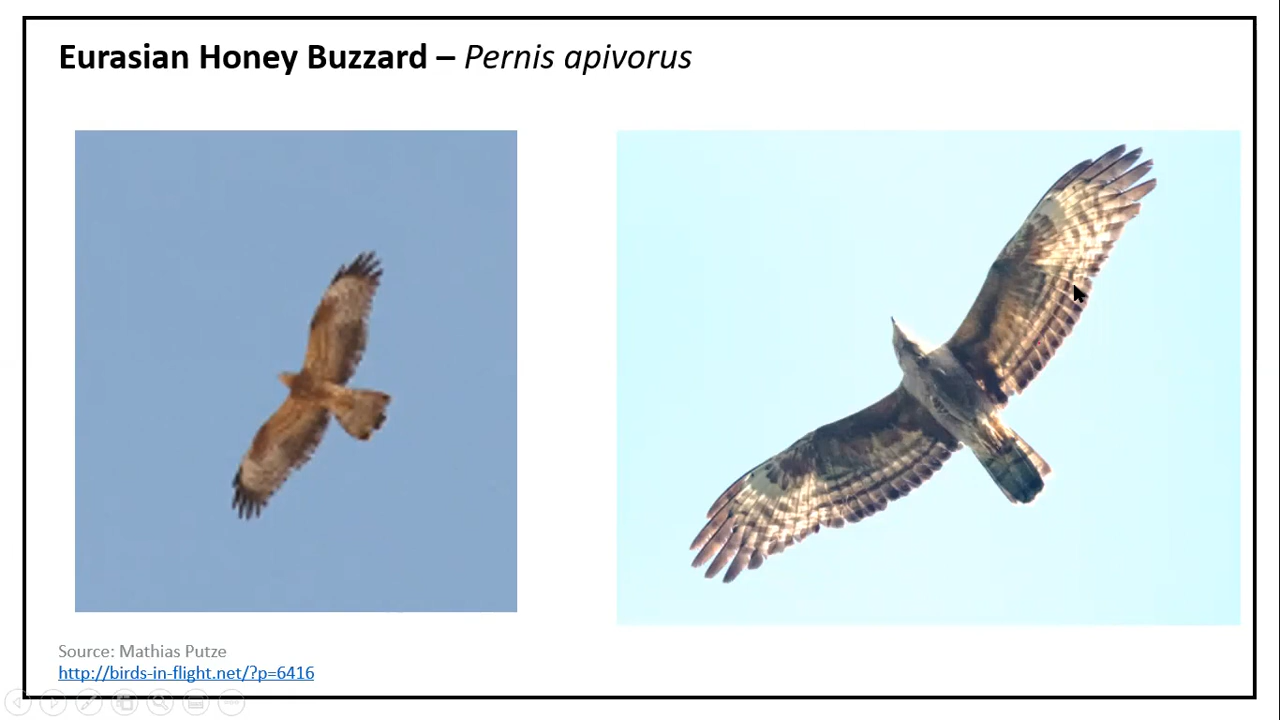 Eurasian Honey Buzzard – Pernis apivorus
Source: Mathias Putze
http://birds-in-flight.net/?p=6416